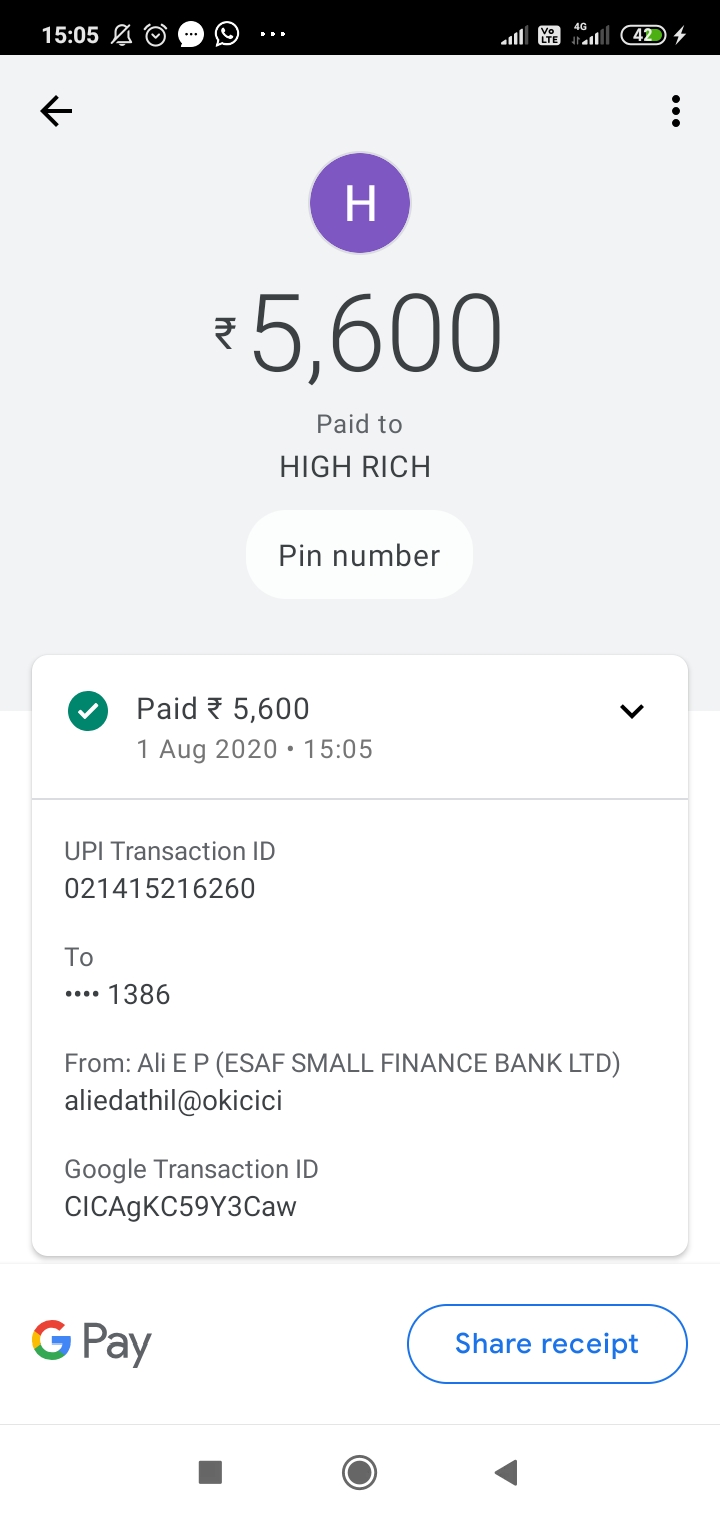 15:05 ... Vo LTE 4G 42
H
₹5,600
Paid to
HIGH RICH
Pin number
Paid ₹ 5,600
1 Aug 2020 • 15:05
UPI Transaction ID
021415216260
To
•••• 1386
From: Ali E P (ESAF SMALL FINANCE BANK LTD)
aliedathil@okicici
Google Transaction ID
CICAgKC59Y3Caw
G Pay
Share receipt